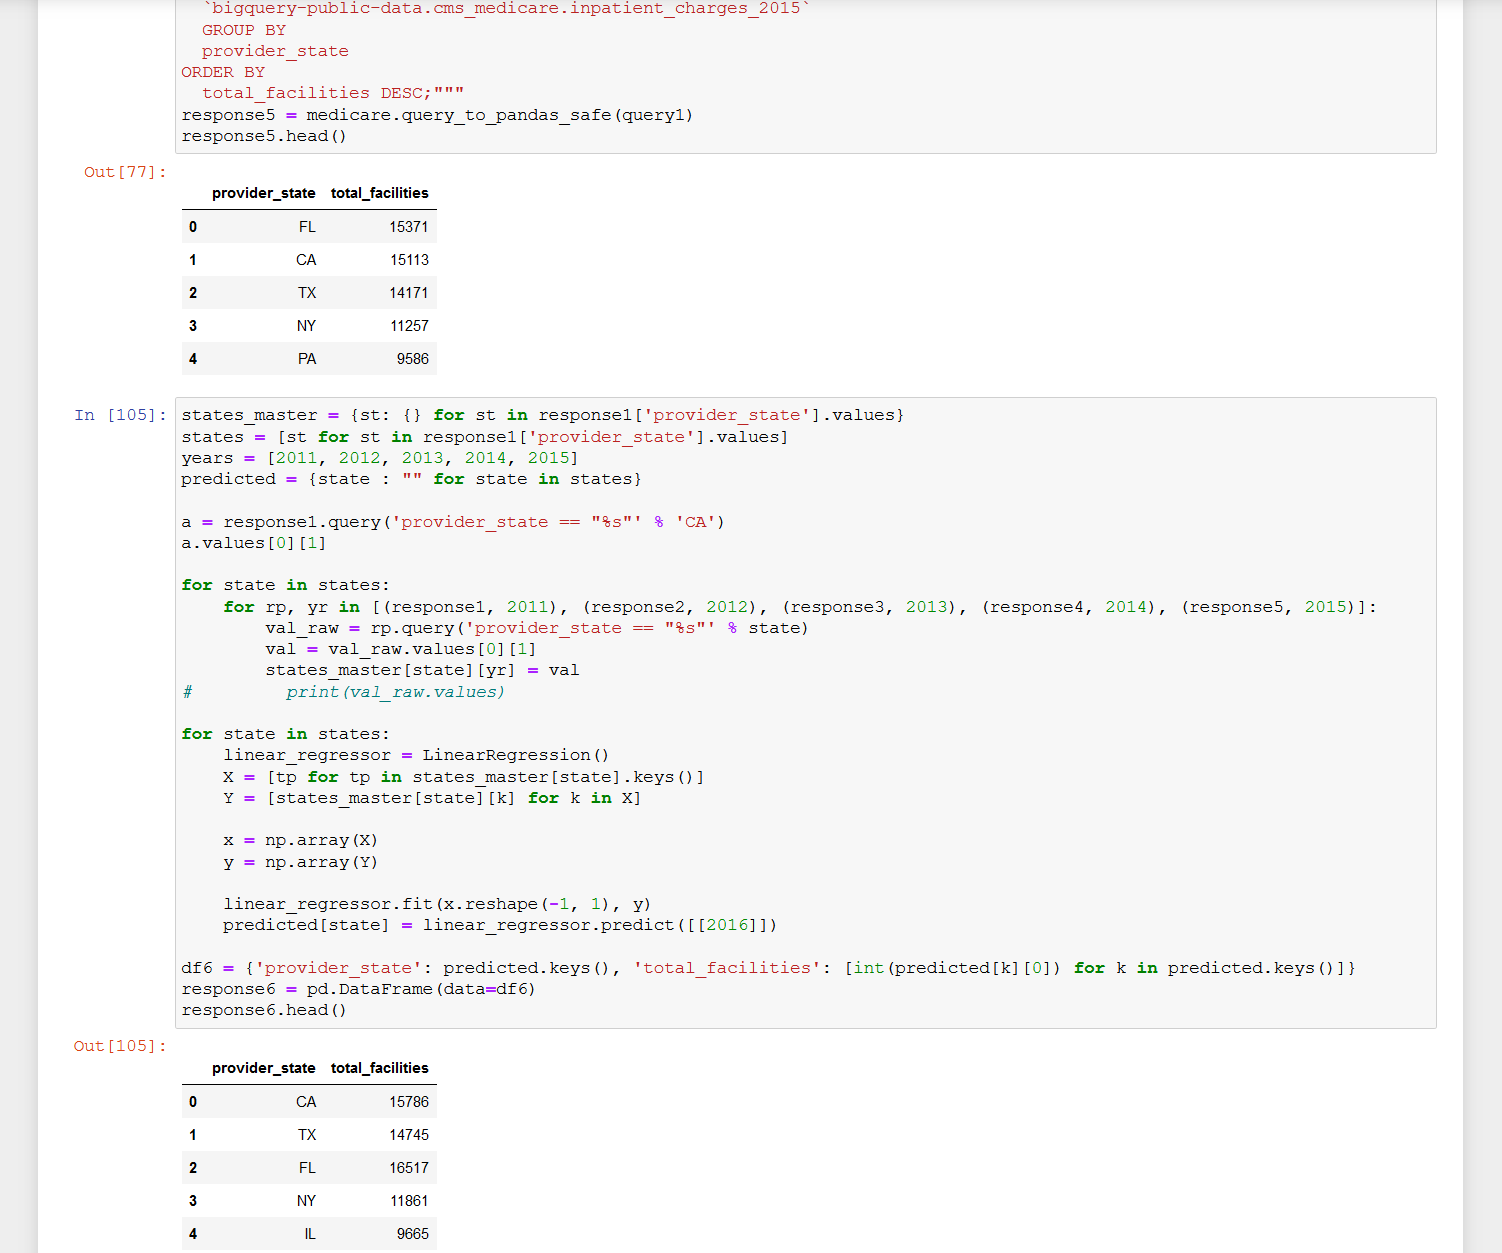 `bigquery-public-data.cms_medicare.inpatient_charges_2015`
  GROUP BY
  provider_state
ORDER BY
  total_facilities DESC;"""
response5 = medicare.query_to_pandas_safe(query1)
response5.head()
Out[77]:
provider_state total_facilities
0 FL 15371
1 CA 15113
2 TX 14171
3 NY 11257
4 PA 9586
In [105]: states_master = {st: {} for st in response1['provider_state'].values}
states = [st for st in response1['provider_state'].values]
years = [2011, 2012, 2013, 2014, 2015]
predicted = {state : "" for state in states}
a = response1.query('provider_state == "%s"' % 'CA')
a.values[0][1]
for state in states:
    for rp, yr in [(response1, 2011), (response2, 2012), (response3, 2013), (response4, 2014), (response5, 2015)]:
        val_raw = rp.query('provider_state == "%s"' % state)
        val = val_raw.values[0][1]
        states_master[state][yr] = val
#         print(val_raw.values)
for state in states:
    linear_regressor = LinearRegression()
    X = [tp for tp in states_master[state].keys()]
    Y = [states_master[state][k] for k in X]
    x = np.array(X)
    y = np.array(Y)
    linear_regressor.fit(x.reshape(-1, 1), y)
    predicted[state] = linear_regressor.predict([[2016]])
df6 = {'provider_state': predicted.keys(), 'total_facilities': [int(predicted[k][0]) for k in predicted.keys()]}
response6 = pd.DataFrame(data=df6)
response6.head()
Out[105]:
provider_state total_facilities
0 CA 15786
1 TX 14745
2 FL 16517
3 NY 11861
4 IL 9665